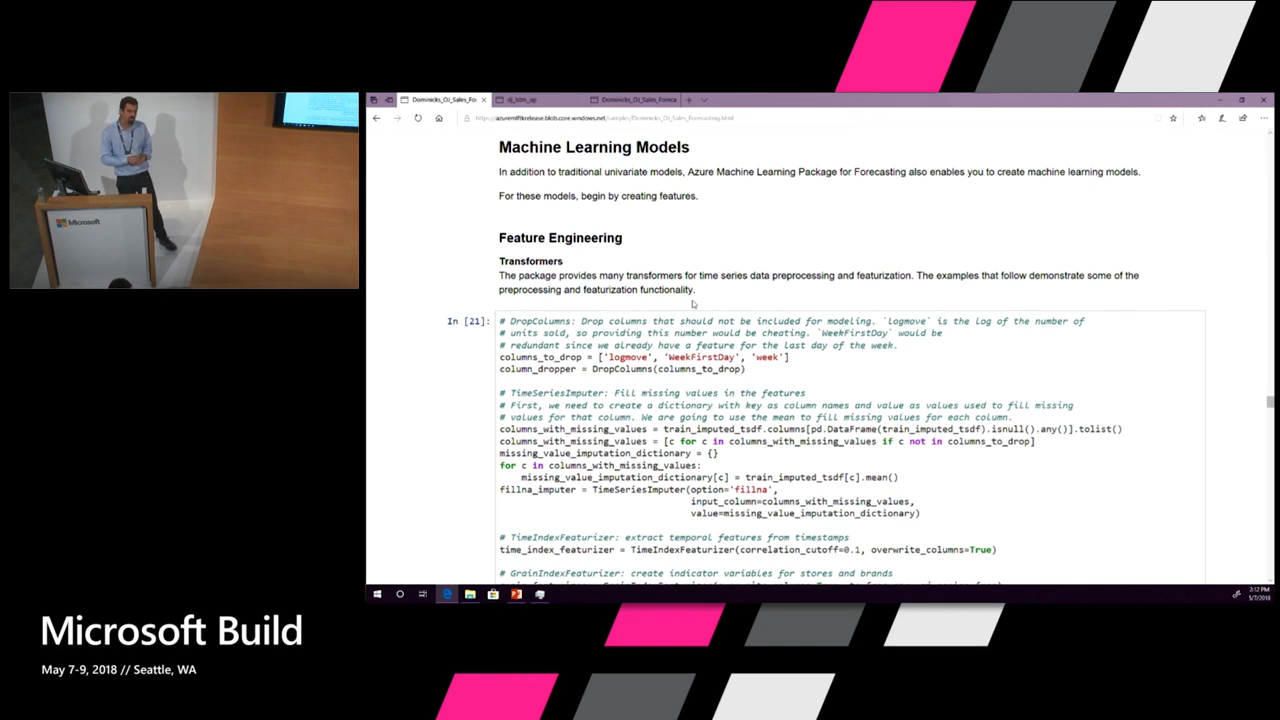 Dominicks_OJ_Sales_For
Dominicks_OJ_Sales_Foreca
Machine Learning Models
In addition to traditional univariate models, Azure Machine Learning Package for Forecasting also enables you to create machine learning models.
For these models, begin by creating features.
Feature Engineering
Transformers
The package provides many transformers for time series data preprocessing and featurization. The examples that follow demonstrate some of the
preprocessing and featurization functionality.
In [21]:
# DropColumns: Drop columns that should not be included for modeling. `logmove` is the log of the number of
# units sold, so providing this number would be cheating. `WeekFirstDay` would be
# redundant since we already have a feature for the last day of the week.
columns_to_drop = ['logmove', 'WeekFirstDay', 'week']
column_dropper = DropColumns(columns_to_drop)
# TimeSeriesImputer: Fill missing values in the features
# First, we need to create a dictionary with key as column names and value as values used to fill missing
# values for that column. We are going to use the mean to fill missing values for each column.
columns_with_missing_values = train_imputed_tsdf.columns[pd.DataFrame(train_imputed_tsdf).isnull().any()].tolist()
columns_with_missing_values = [c for c in columns_with_missing_values if c not in columns_to_drop]
missing_value_imputation_dictionary = {}
for c in columns_with_missing_values:
missing_value_imputation_dictionary[c] = train_imputed_tsdf[c].mean()
fillna_imputer = TimeSeriesImputer(option='fillna',
input_column=columns_with_missing_values,
value=missing_value_imputation_dictionary)
# TimeIndexFeaturizer: extract temporal features from timestamps
time_index_featurizer = TimeIndexFeaturizer(correlation_cutoff=0.1, overwrite_columns=True)
# GrainIndexFeaturizer: create indicator variables for stores and brands
2:12 PM
5/7/2018
Microsoft
Microsoft Build
May 7-9, 2018 // Seattle, WA